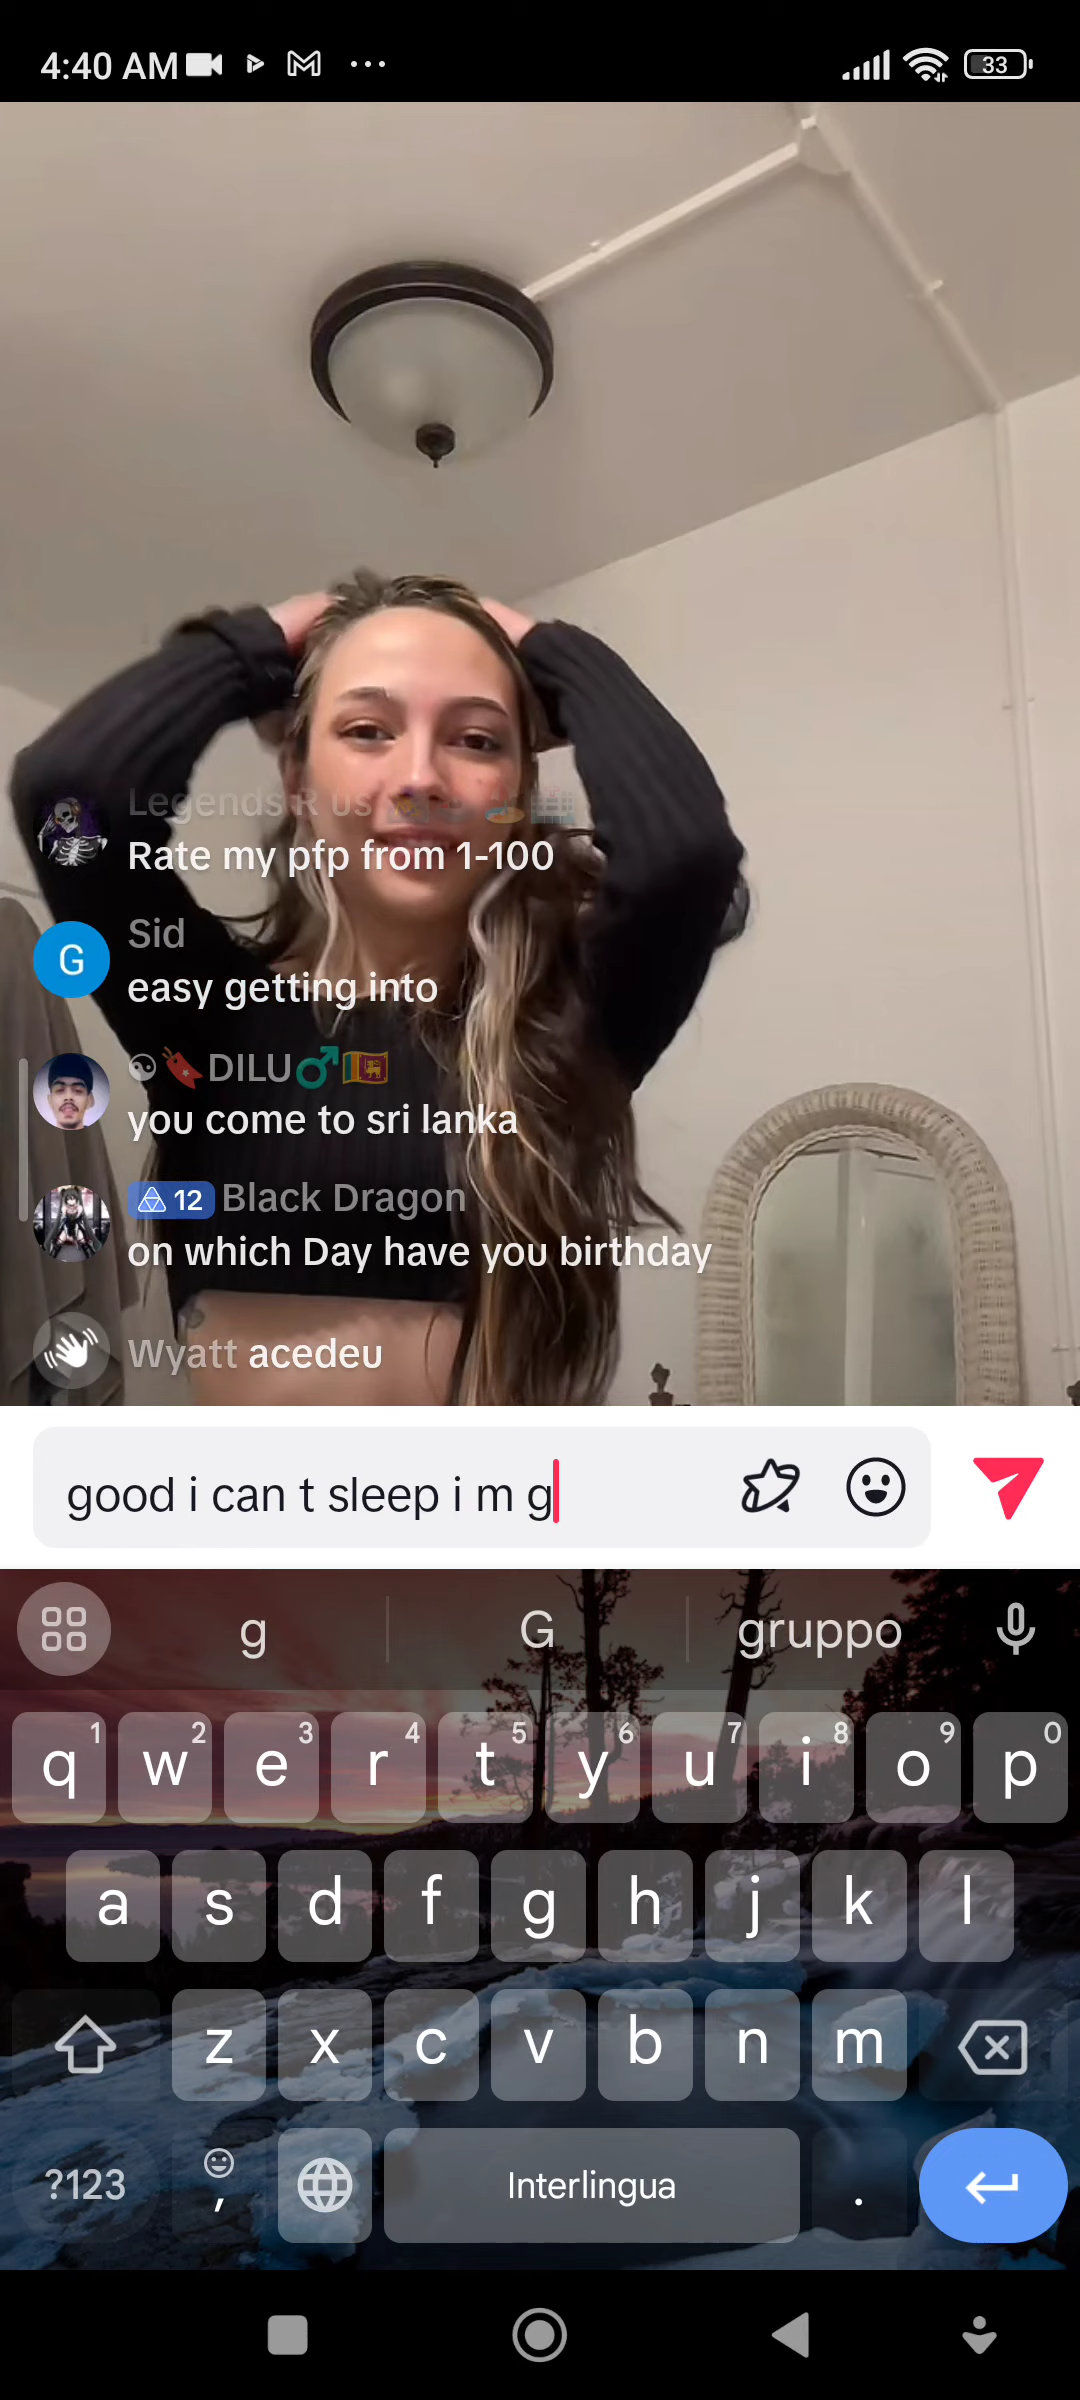 4:40 AM
33
Legends R us
Rate my pfp from 1-100
G
Sid
easy getting into
DILU
you come to sri lanka
12 Black Dragon
on which Day have you birthday
Wyatt acedeu
good i can t sleep i m g
g G gruppo
1 2 3 4 5 6 7 8 9 0
q w e r t y u i o p
a s d f g h j k l
z x c v b n m
?123 , Interlingua .